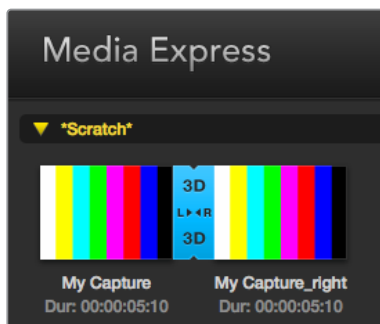 Media Express
*Scratch*
3D
L▶◀R
3D
My Capture
My Capture_right
Dur: 00:00:05:10
Dur: 00:00:05:10